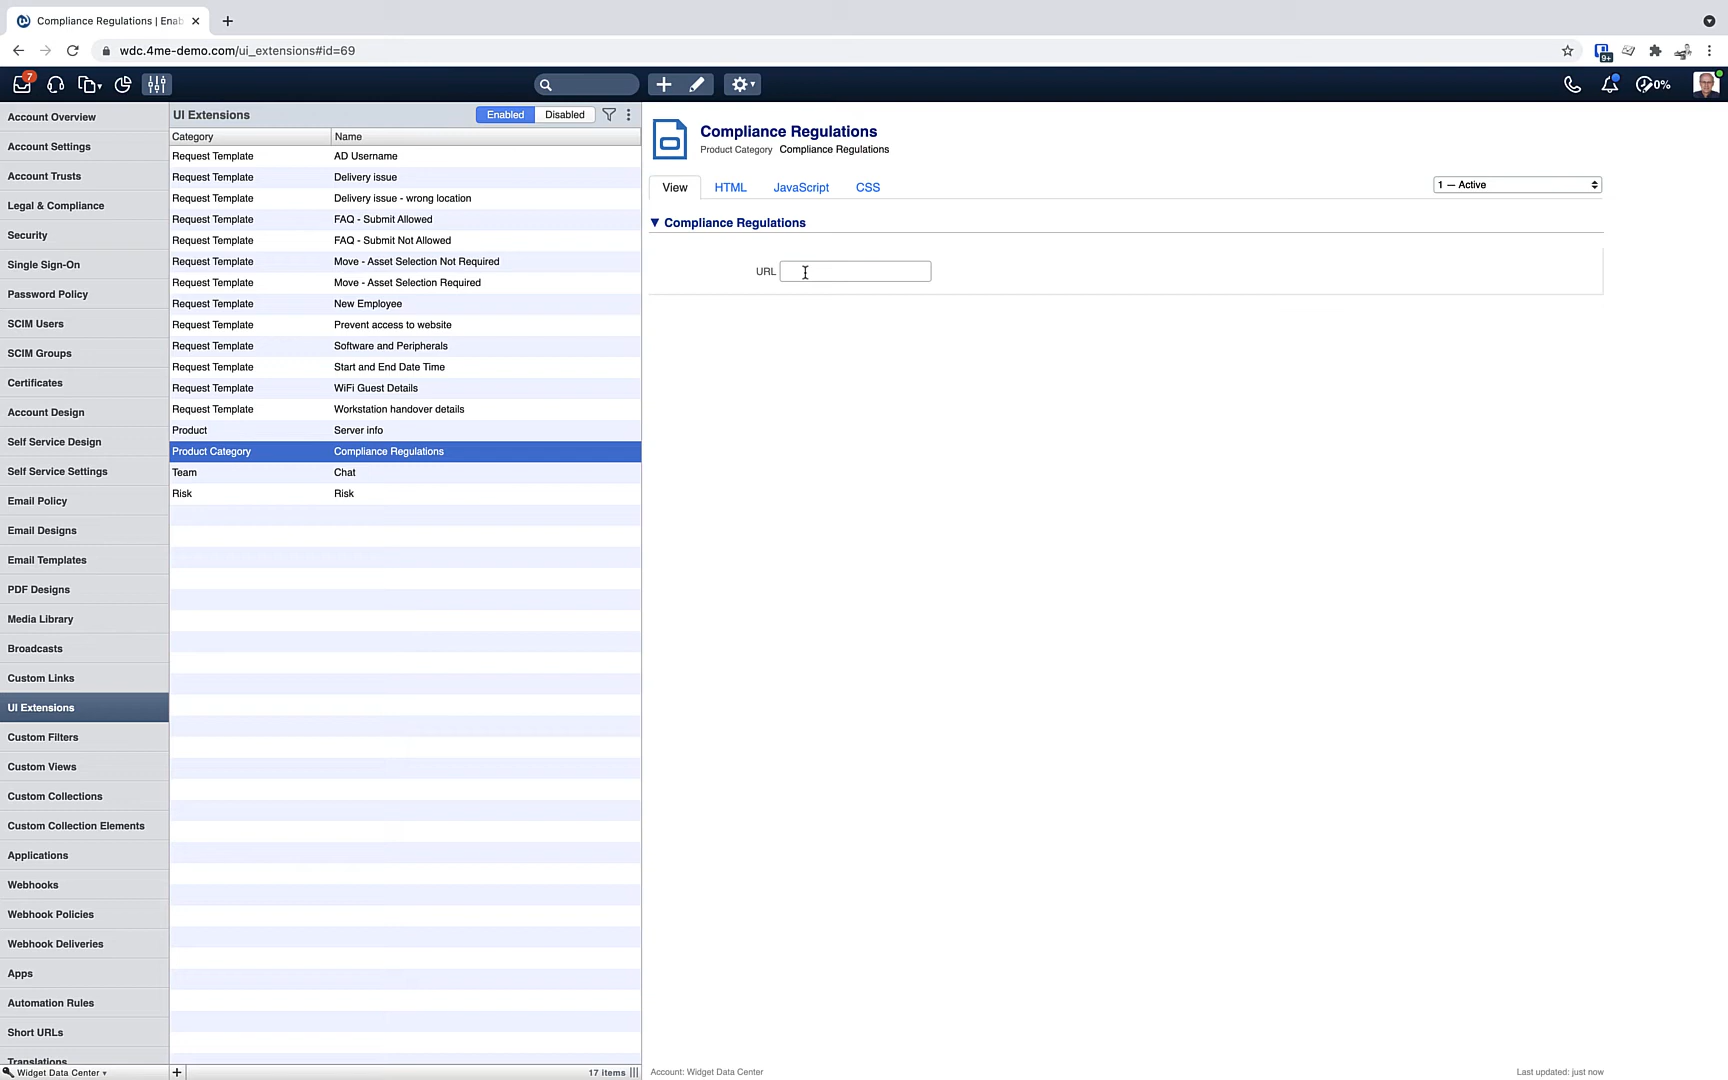 Compliance Regulations | Enab
wdc.4me-demo.com/ui_extensions#id=69
9+
7
0%
Account Overview
Account Settings
Account Trusts
Legal & Compliance
Security
Single Sign-On
Password Policy
SCIM Users
SCIM Groups
Certificates
Account Design
Self Service Design
Self Service Settings
Email Policy
Email Designs
Email Templates
PDF Designs
Media Library
Broadcasts
Custom Links
UI Extensions
Custom Filters
Custom Views
Custom Collections
Custom Collection Elements
Applications
Webhooks
Webhook Policies
Webhook Deliveries
Apps
Automation Rules
Short URLs
Translations
Widget Data Center
UI Extensions
Enabled Disabled
Category Name
Request Template AD Username
Request Template Delivery issue
Request Template Delivery issue - wrong location
Request Template FAQ - Submit Allowed
Request Template FAQ - Submit Not Allowed
Request Template Move - Asset Selection Not Required
Request Template Move - Asset Selection Required
Request Template New Employee
Request Template Prevent access to website
Request Template Software and Peripherals
Request Template Start and End Date Time
Request Template WiFi Guest Details
Request Template Workstation handover details
Product Server info
Product Category Compliance Regulations
Team Chat
Risk Risk
17 items
Compliance Regulations
Product Category Compliance Regulations
View HTML JavaScript CSS
1 — Active
Compliance Regulations
URL
Account: Widget Data Center
Last updated: just now